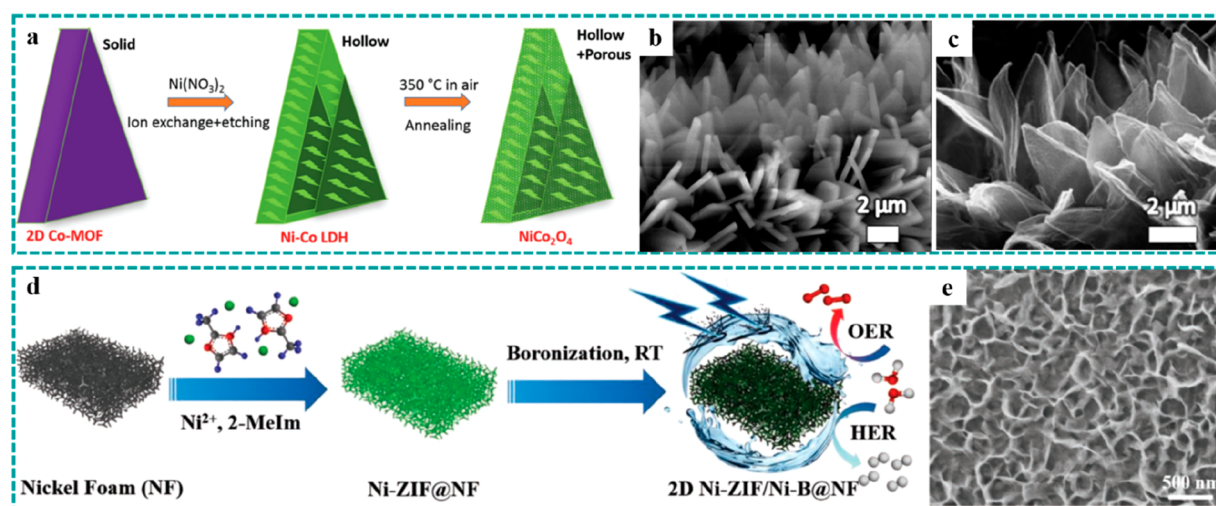 a
Solid
Ni(NO₃)₂
Ion exchange+etching
2D Co-MOF
Hollow
Ni-Co LDH
350 °C in air
Annealing
Hollow
+Porous
NiCo₂O₄
b
2 µm
c
2 µm
d
Nickel Foam (NF)
Ni²⁺, 2-MeIm
Ni-ZIF@NF
Boronization, RT
OER
HER
2D Ni-ZIF/Ni-B@NF
e
500 nm